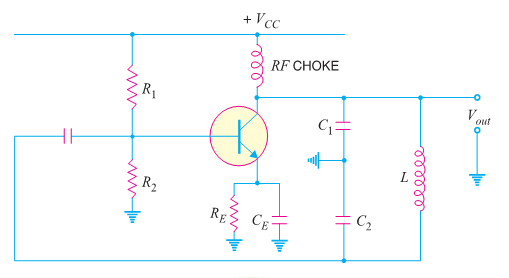 + V_CC
RF CHOKE
R_1
C_1
V_out
R_2
L
R_E
C_E
C_2